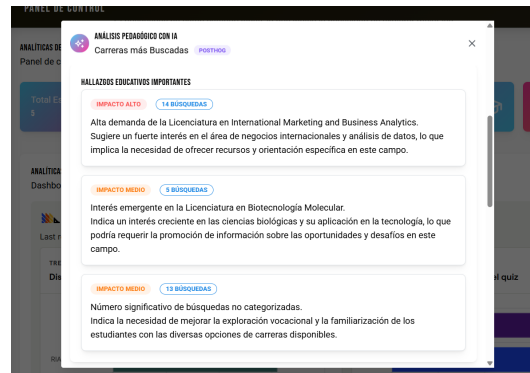 PANEL DE CONTROL
ANALÍTICAS DE
Panel de c
Total Es
5
ANALÍTICA
Dashbo
Last r
TRE
Dis
RIA
el quiz
ANÁLISIS PEDAGÓGICO CON IA
Carreras más Buscadas POSTHOG
HALLAZGOS EDUCATIVOS IMPORTANTES
IMPACTO ALTO 14 BÚSQUEDAS
Alta demanda de la Licenciatura en International Marketing and Business Analytics.
Sugiere un fuerte interés en el área de negocios internacionales y análisis de datos, lo que
implica la necesidad de ofrecer recursos y orientación específica en este campo.
IMPACTO MEDIO 5 BÚSQUEDAS
Interés emergente en la Licenciatura en Biotecnología Molecular.
Indica un interés creciente en las ciencias biológicas y su aplicación en la tecnología, lo que
podría requerir la promoción de información sobre las oportunidades y desafíos en este
campo.
IMPACTO MEDIO 13 BÚSQUEDAS
Número significativo de búsquedas no categorizadas.
Indica la necesidad de mejorar la exploración vocacional y la familiarización de los
estudiantes con las diversas opciones de carreras disponibles.